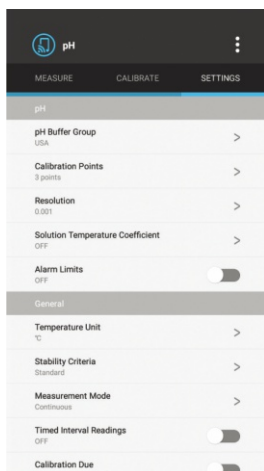 pH
MEASURE CALIBRATE SETTINGS
pH
pH Buffer Group
USA
Calibration Points
3 points
Resolution
0.001
Solution Temperature Coefficient
OFF
Alarm Limits
OFF
General
Temperature Unit
°C
Stability Criteria
Standard
Measurement Mode
Continuous
Timed Interval Readings
OFF
Calibration Due